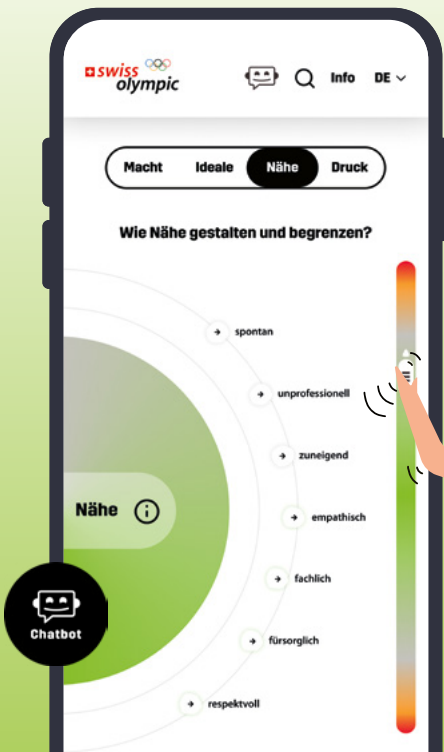 swiss olympic
Info
DE
Macht
Ideale
Nähe
Druck
Wie Nähe gestalten und begrenzen?
spontan
unprofessionell
zuneigend
Nähe
empathisch
fachlich
Chatbot
fürsorglich
respektvoll